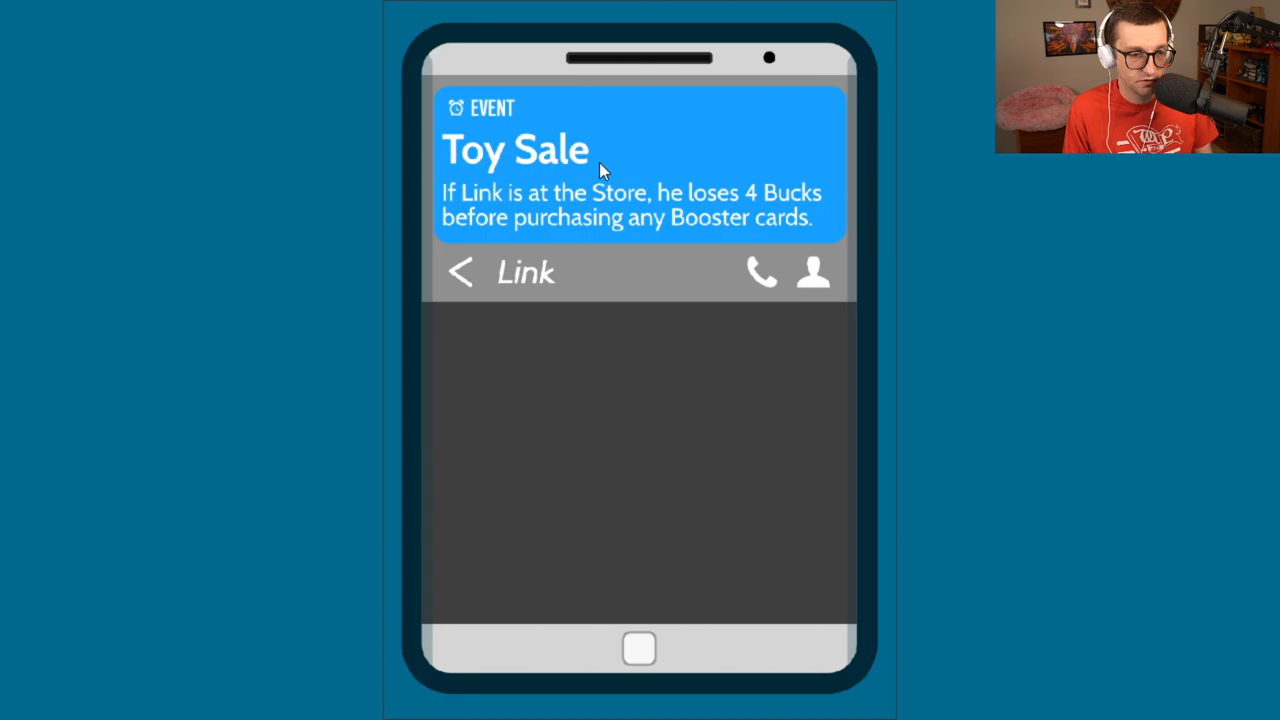 EVENT
Toy Sale
If Link is at the Store, he loses 4 Bucks
before purchasing any Booster cards.
Link